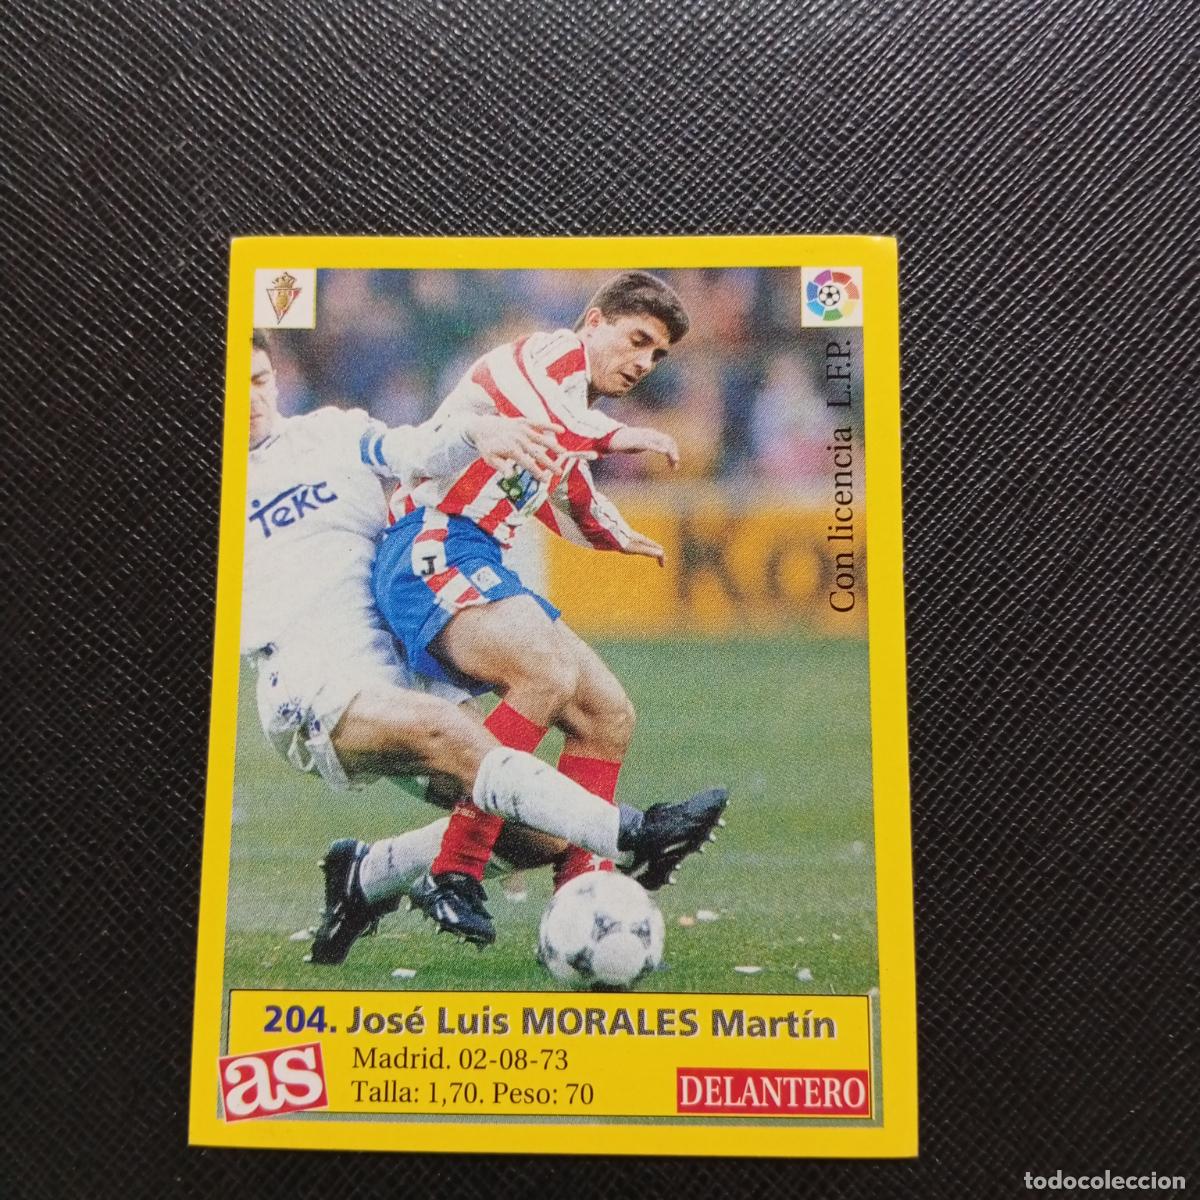 Con licencia L.F.P.
Teka
Ko
J
204. José Luis MORALES Martín
as
Madrid. 02-08-73
Talla: 1,70. Peso: 70
DELANTERO
todocoleccion